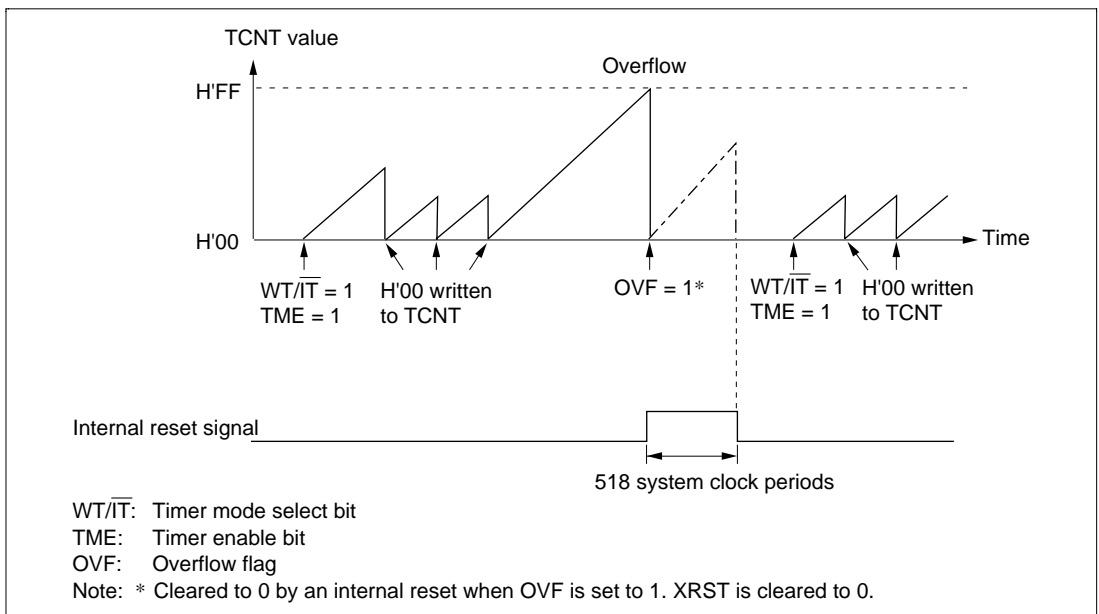 TCNT value
Overflow
H'FF
H'00
Time
WT/IT = 1
TME = 1
H'00 written
to TCNT
OVF = 1*
WT/IT = 1
TME = 1
H'00 written
to TCNT
Internal reset signal
518 system clock periods
WT/IT: Timer mode select bit
TME: Timer enable bit
OVF: Overflow flag
Note: * Cleared to 0 by an internal reset when OVF is set to 1. XRST is cleared to 0.